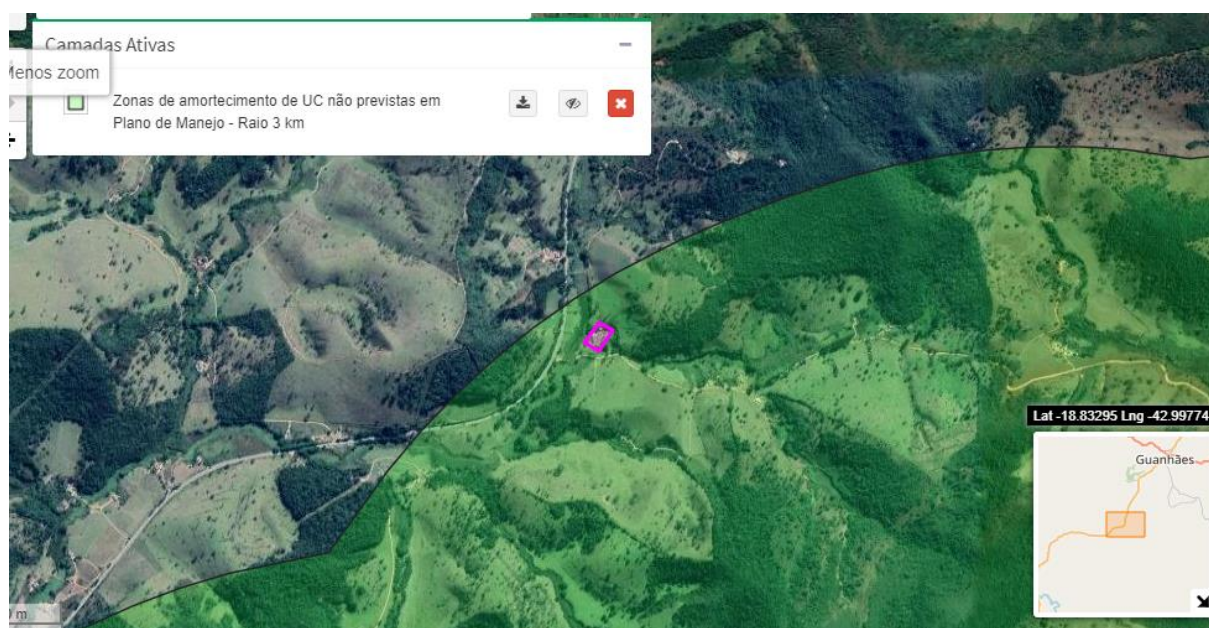 Camadas Ativas
Menos zoom
Zonas de amortecimento de UC não previstas em
Plano de Manejo - Raio 3 km
Lat -18.83295 Lng -42.99774
Guanhães
m